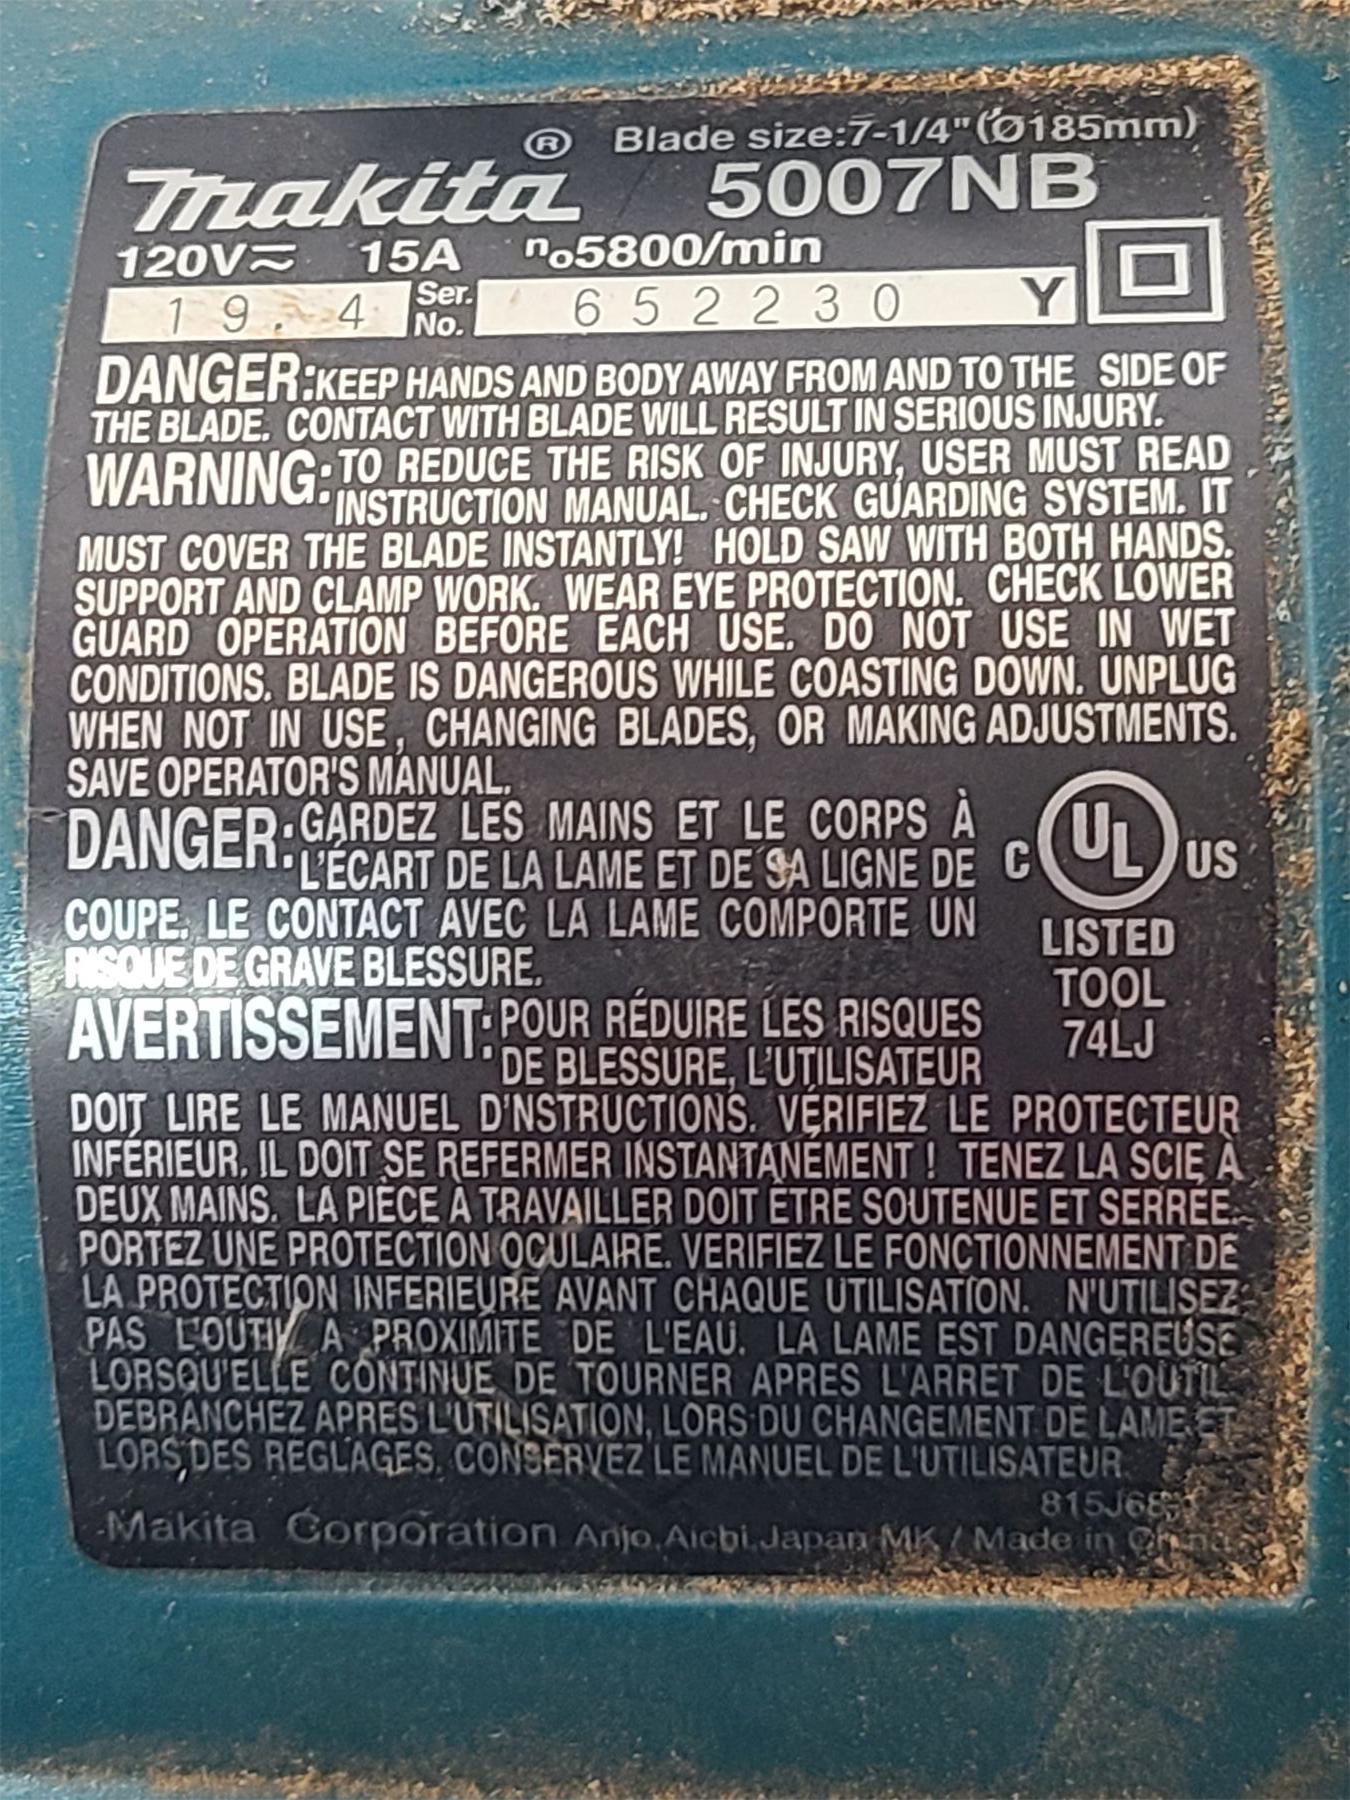 Blade size:7-1/4"(Ø185mm)
makita ® 5007NB
120V⎓ 15A nₒ5800/min
19. 4 Ser. No. 652230 Y
DANGER:KEEP HANDS AND BODY AWAY FROM AND TO THE SIDE OF
THE BLADE. CONTACT WITH BLADE WILL RESULT IN SERIOUS INJURY.
WARNING: TO REDUCE THE RISK OF INJURY, USER MUST READ
INSTRUCTION MANUAL. CHECK GUARDING SYSTEM. IT
MUST COVER THE BLADE INSTANTLY! HOLD SAW WITH BOTH HANDS.
SUPPORT AND CLAMP WORK. WEAR EYE PROTECTION. CHECK LOWER
GUARD OPERATION BEFORE EACH USE. DO NOT USE IN WET
CONDITIONS. BLADE IS DANGEROUS WHILE COASTING DOWN. UNPLUG
WHEN NOT IN USE, CHANGING BLADES, OR MAKING ADJUSTMENTS.
SAVE OPERATOR'S MANUAL.
DANGER: GARDEZ LES MAINS ET LE CORPS À
L'ÉCART DE LA LAME ET DE SA LIGNE DE
COUPE. LE CONTACT AVEC LA LAME COMPORTE UN
RISQUE DE GRAVE BLESSURE.
C UL US
LISTED
TOOL
74LJ
AVERTISSEMENT: POUR RÉDUIRE LES RISQUES
DE BLESSURE, L'UTILISATEUR
DOIT LIRE LE MANUEL D'NSTRUCTIONS. VÉRIFIEZ LE PROTECTEUR
INFÉRIEUR. IL DOIT SE REFERMER INSTANTANÉMENT ! TENEZ LA SCIE À
DEUX MAINS. LA PIÈCE À TRAVAILLER DOIT ÊTRE SOUTENUE ET SERRÉE.
PORTEZ UNE PROTECTION OCULAIRE. VERIFIEZ LE FONCTIONNEMENT DE
LA PROTECTION INFERIEURE AVANT CHAQUE UTILISATION. N'UTILISEZ
PAS L'OUTIL A PROXIMITE DE L'EAU. LA LAME EST DANGEREUSE
LORSQU'ELLE CONTINUE DE TOURNER APRES L'ARRET DE L'OUTIL.
DEBRANCHEZ APRES L'UTILISATION, LORS DU CHANGEMENT DE LAME ET
LORS DES REGLAGES. CONSERVEZ LE MANUEL DE L'UTILISATEUR.
Makita Corporation Anjo, Aichi, Japan MK / Made in China